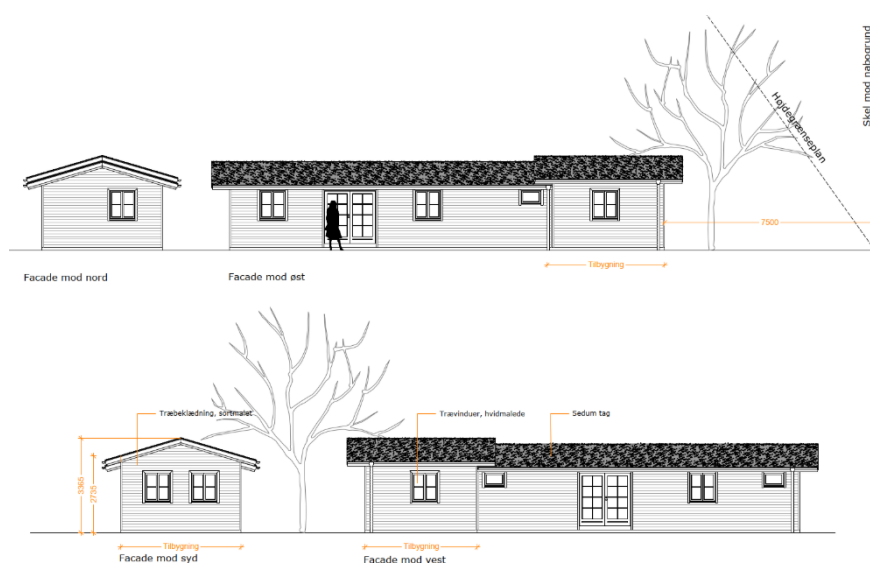 Skel mod nabogrund
Højdegrænseplan
7500
Tilbygning
Facade mod nord
Facade mod øst
Træbeklædning, sortmalet
Trævinduer, hvidmalede
Sedum tag
3365
2735
Tilbygning
Tilbygning
Facade mod syd
Facade mod vest